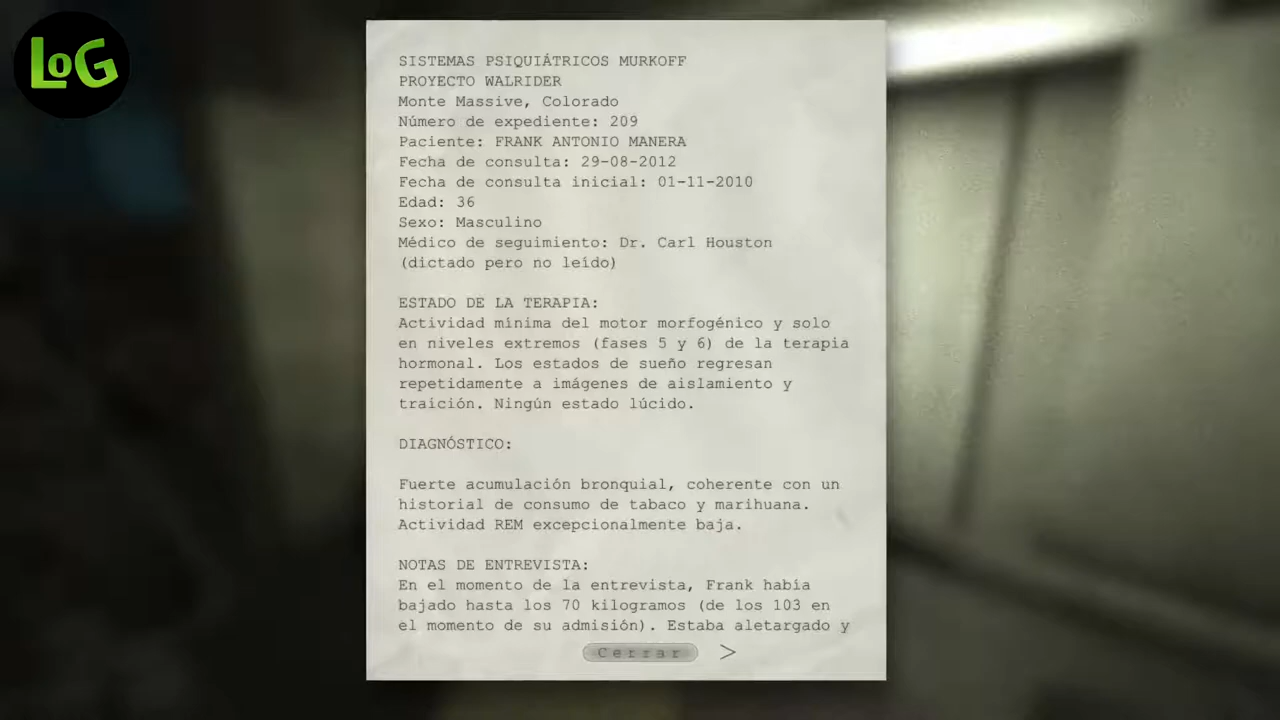 LoG
SISTEMAS PSIQUIÁTRICOS MURKOFF
PROYECTO WALRIDER
Monte Massive, Colorado
Número de expediente: 209
Paciente: FRANK ANTONIO MANERA
Fecha de consulta: 29-08-2012
Fecha de consulta inicial: 01-11-2010
Edad: 36
Sexo: Masculino
Médico de seguimiento: Dr. Carl Houston
(dictado pero no leído)
ESTADO DE LA TERAPIA:
Actividad mínima del motor morfogénico y solo
en niveles extremos (fases 5 y 6) de la terapia
hormonal. Los estados de sueño regresan
repetidamente a imágenes de aislamiento y
traición. Ningún estado lúcido.
DIAGNÓSTICO:
Fuerte acumulación bronquial, coherente con un
historial de consumo de tabaco y marihuana.
Actividad REM excepcionalmente baja.
NOTAS DE ENTREVISTA:
En el momento de la entrevista, Frank había
bajado hasta los 70 kilogramos (de los 103 en
el momento de su admisión). Estaba aletargado y
Cerrar >